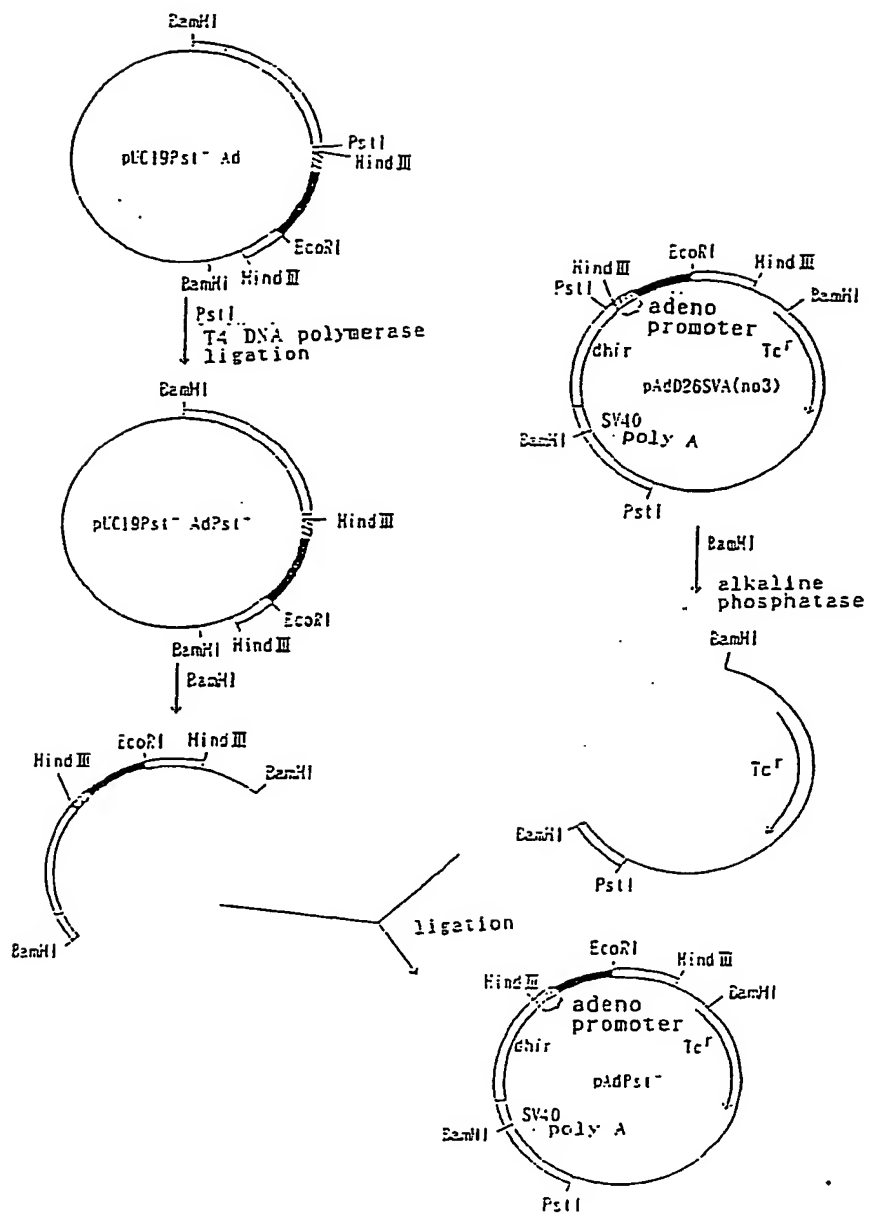 BamHI
PstI
HindIII
pUC19Pst⁻ Ad
EcoRI
HindIII
BamHI
PstI
T4 DNA polymerase
ligation
BamHI
HindIII
pUC19Pst⁻ AdPst⁻
EcoRI
HindIII
BamHI
BamHI
EcoRI
HindIII
HindIII
BamHI
BamHI
EcoRI
HindIII
HindIII
PstI
BamHI
adeno
promoter
dhfr
Tcʳ
pAdD26SVA(no3)
SV40
poly A
BamHI
PstI
BamHI
alkaline
phosphatase
BamHI
Tcʳ
BamHI
PstI
ligation
EcoRI
HindIII
HindIII
BamHI
adeno
promoter
dhfr
Tcʳ
pAdPst⁻
SV40
poly A
BamHI
PstI